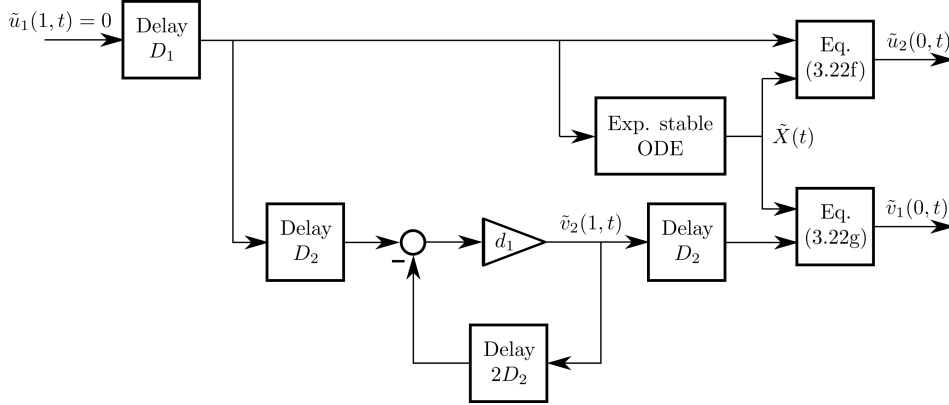 ũ₁(1, t) = 0
Delay
D₁
Eq.
(3.22f)
ũ₂(0, t)
Exp. stable
ODE
X̃(t)
Delay
D₂
−
d₁
ṽ₂(1, t)
Delay
D₂
Eq.
(3.22g)
ṽ₁(0, t)
Delay
2D₂